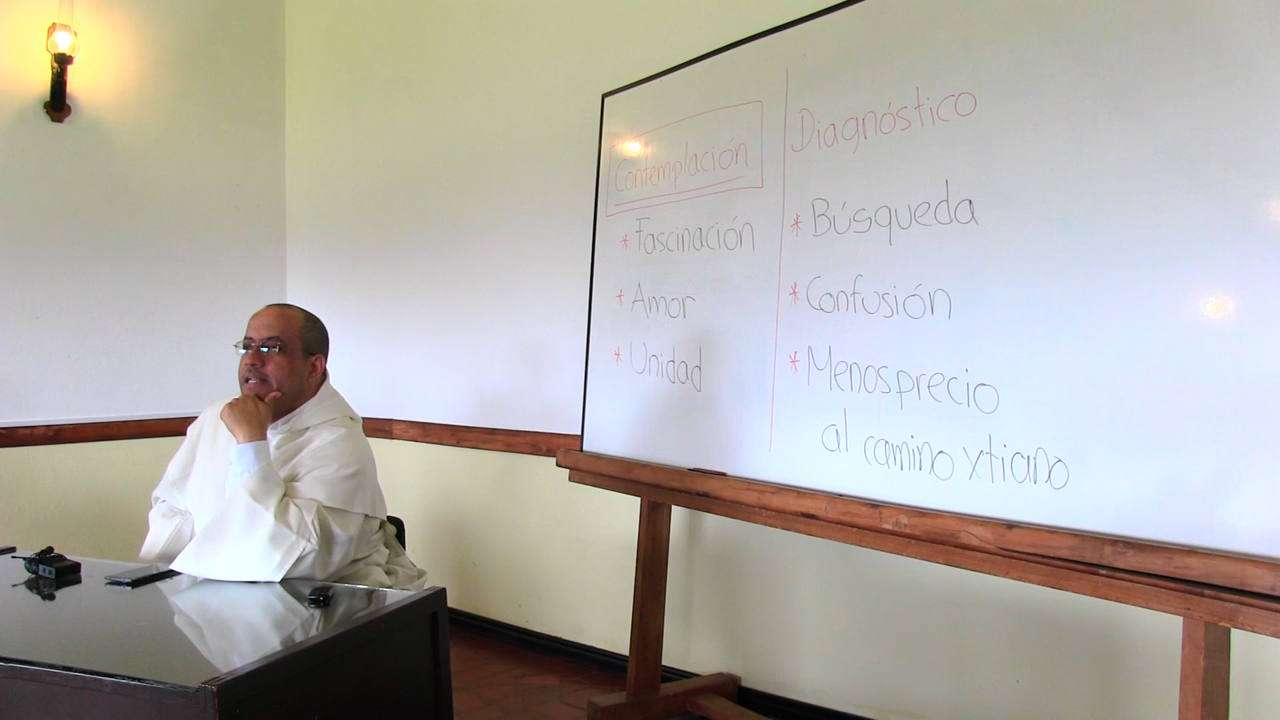 Contemplación
* Fascinación
* Amor
* Unidad
Diagnóstico
* Búsqueda
* Confusión
* Menosprecio
al camino xtiano